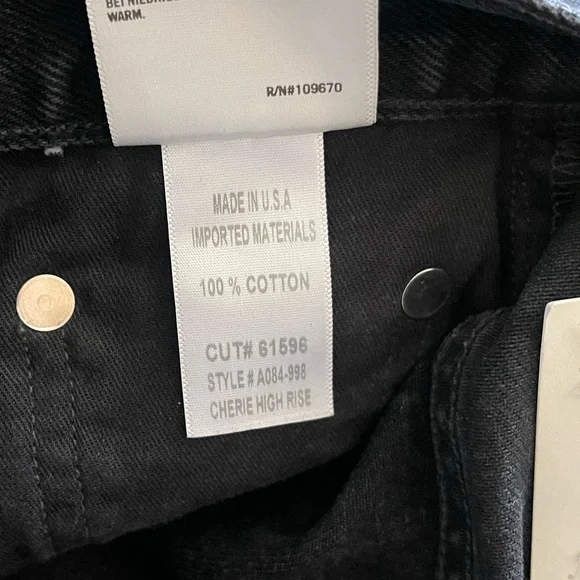 WARM.
R/N#109670
MADE IN U.S.A
IMPORTED MATERIALS
100 % COTTON
CUT# 61596
STYLE # A084-998
CHERIE HIGH RISE